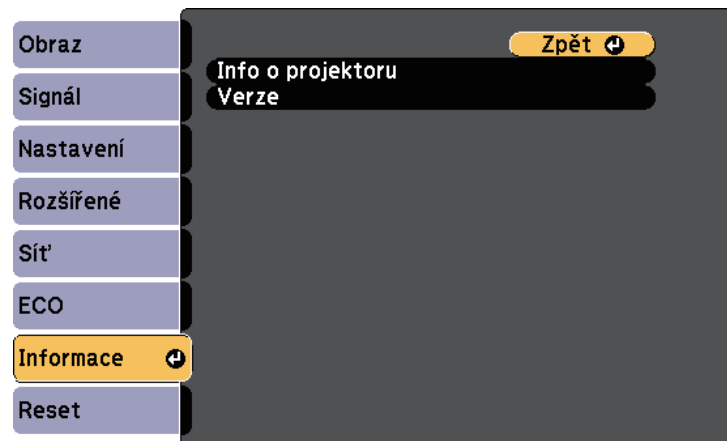 Obraz
Signál
Nastavení
Rozšířené
Síť
ECO
Informace
Reset
Zpět
Info o projektoru
Verze